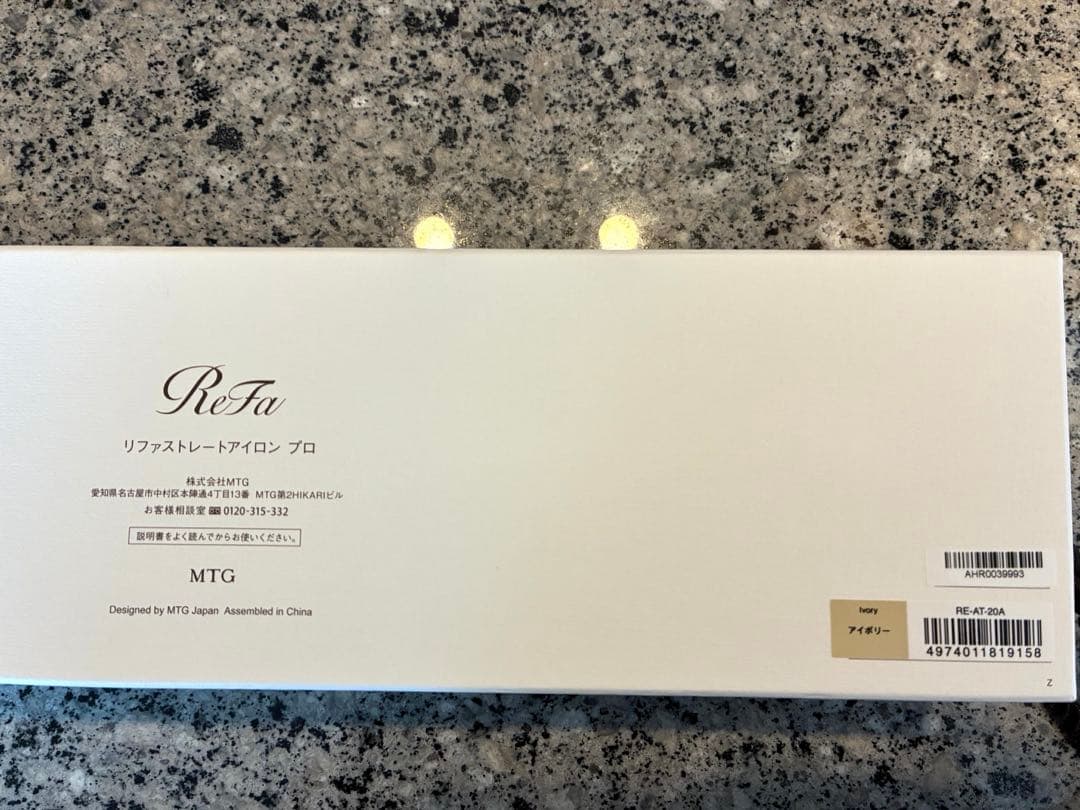 ReFa
リファストレートアイロン プロ
株式会社MTG
愛知県名古屋市中村区本陣通4丁目13番 MTG第2HIKARIビル
お客様相談室 0120-315-332
説明書をよく読んでからお使いください。
MTG
Designed by MTG Japan Assembled in China
AHR0039993
Ivory
アイボリー
RE-AT-20A
4974011819158
Z